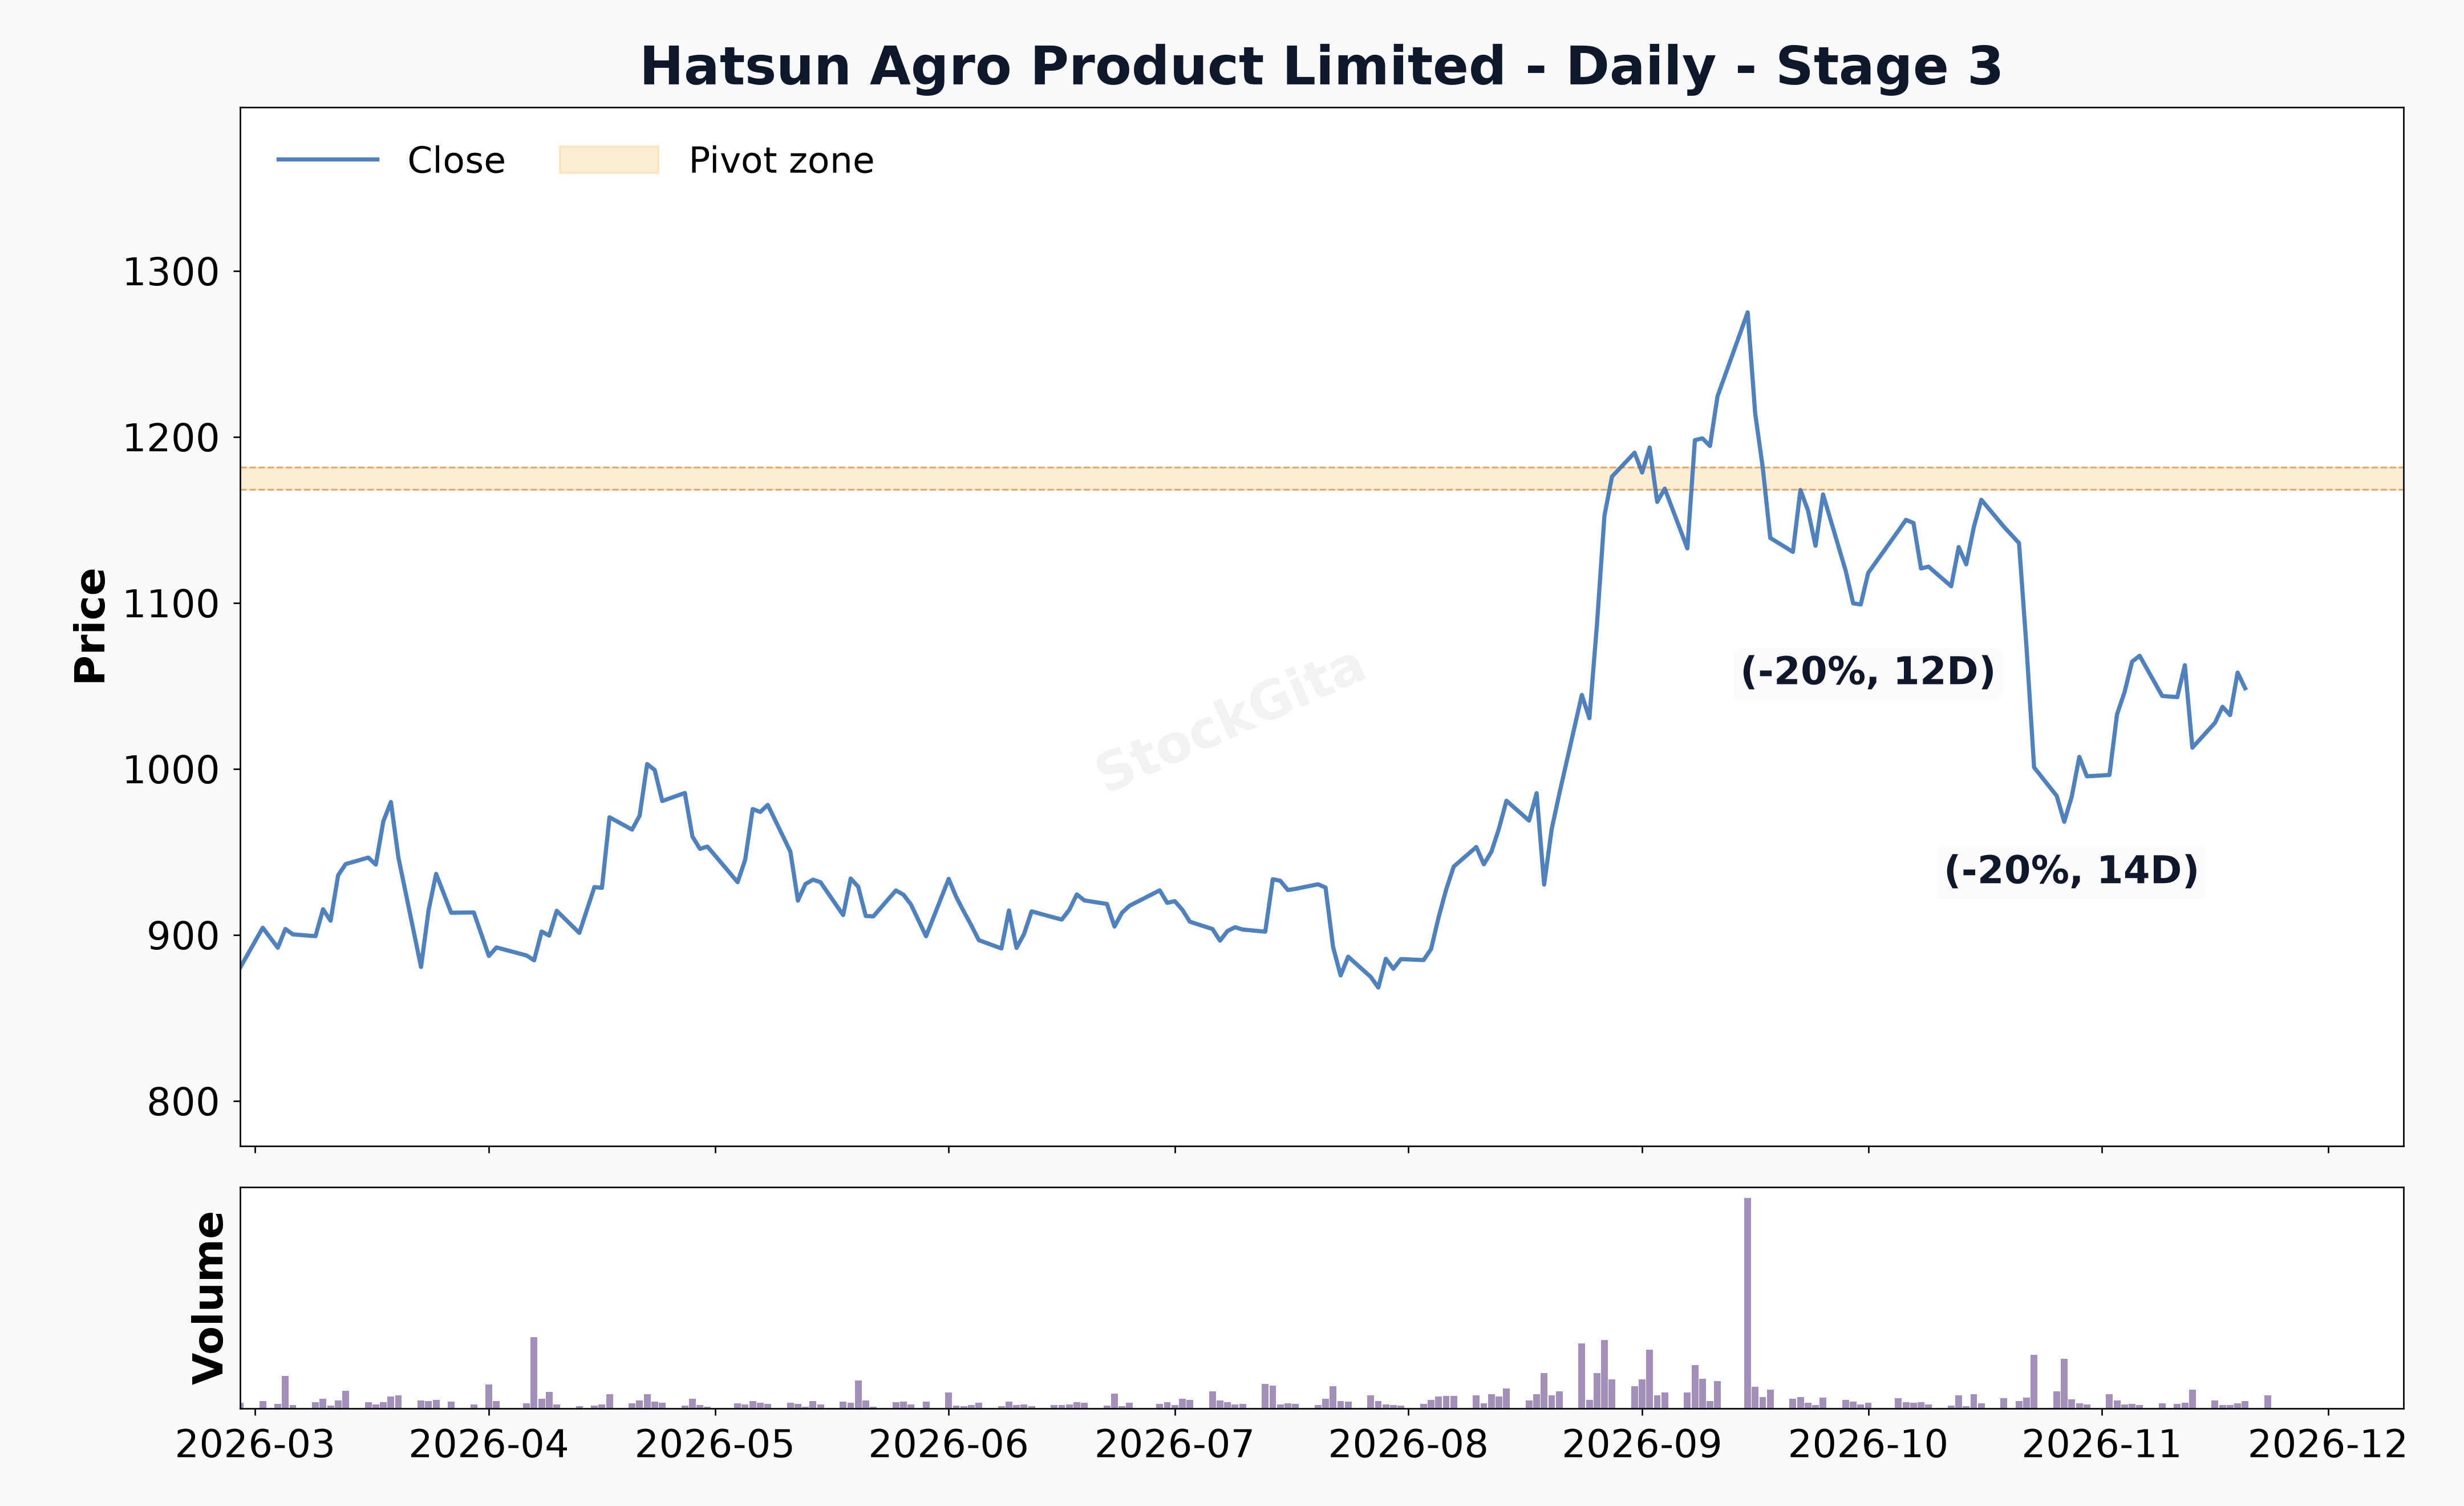 Hatsun Agro Product Limited - Daily - Stage 3
Close
Pivot zone
1300
1200
1100
1000
900
800
Price
StockGita
(-20%, 12D)
(-20%, 14D)
Volume
2026-03
2026-04
2026-05
2026-06
2026-07
2026-08
2026-09
2026-10
2026-11
2026-12